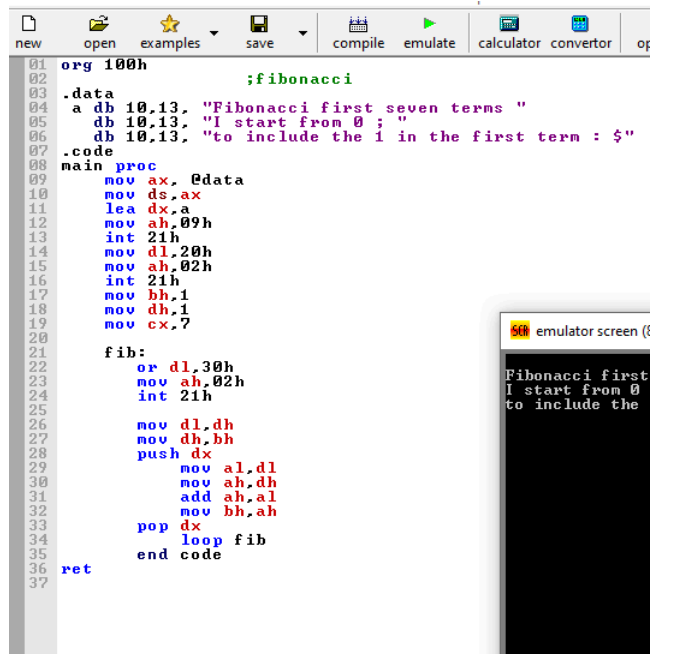 new open examples save compile emulate calculator convertor op
01 org 100h
02 ;fibonacci
03 .data
04 a db 10,13, "Fibonacci first seven terms "
05 db 10,13, "I start from 0 ; "
06 db 10,13, "to include the 1 in the first term : $"
07 .code
08 main proc
09 mov ax, @data
10 mov ds,ax
11 lea dx,a
12 mov ah,09h
13 int 21h
14 mov dl,20h
15 mov ah,02h
16 int 21h
17 mov bh,1
18 mov dh,1
19 mov cx,7
20
21 fib:
22 or dl,30h
23 mov ah,02h
24 int 21h
25
26 mov dl,dh
27 mov dh,bh
28 push dx
29 mov al,dl
30 mov ah,dh
31 add ah,al
32 mov bh,ah
33 pop dx
34 loop fib
35 end code
36 ret
37
SCR emulator screen (8
Fibonacci first
I start from 0
to include the